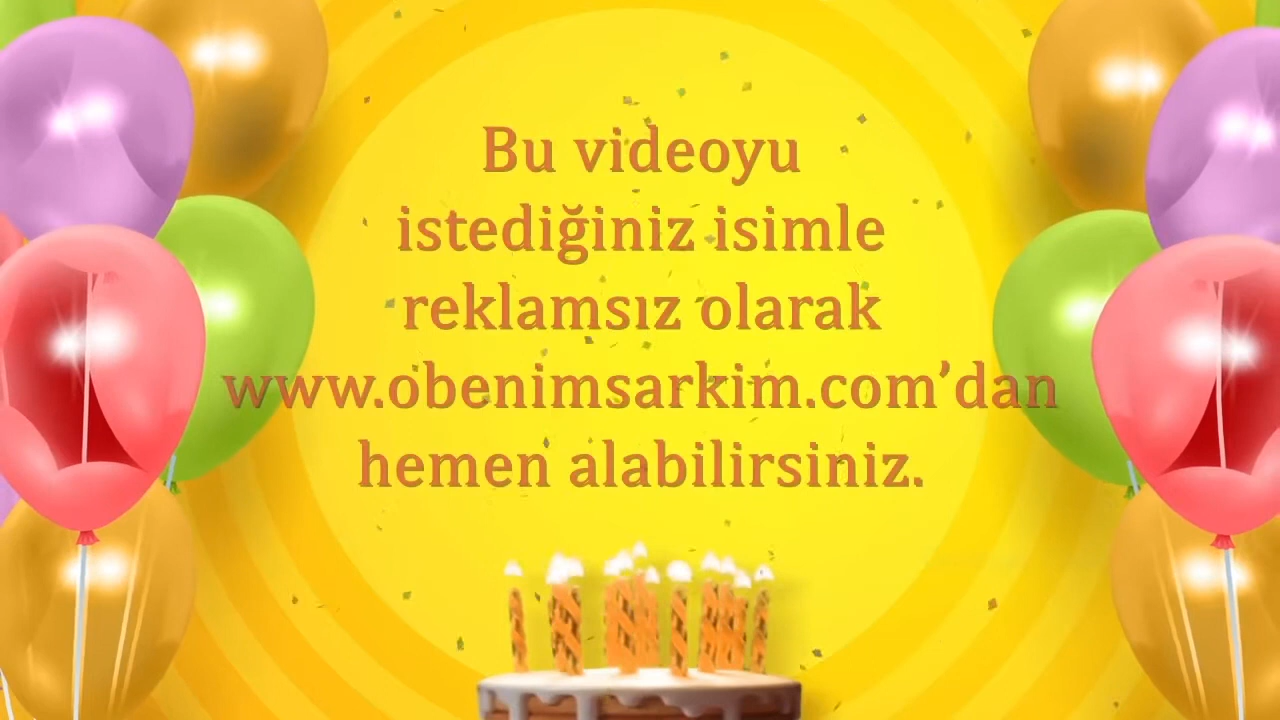 Bu videoyu
istediğiniz isimle
reklamsız olarak
www.obenimsarkim.com’dan
hemen alabilirsiniz.